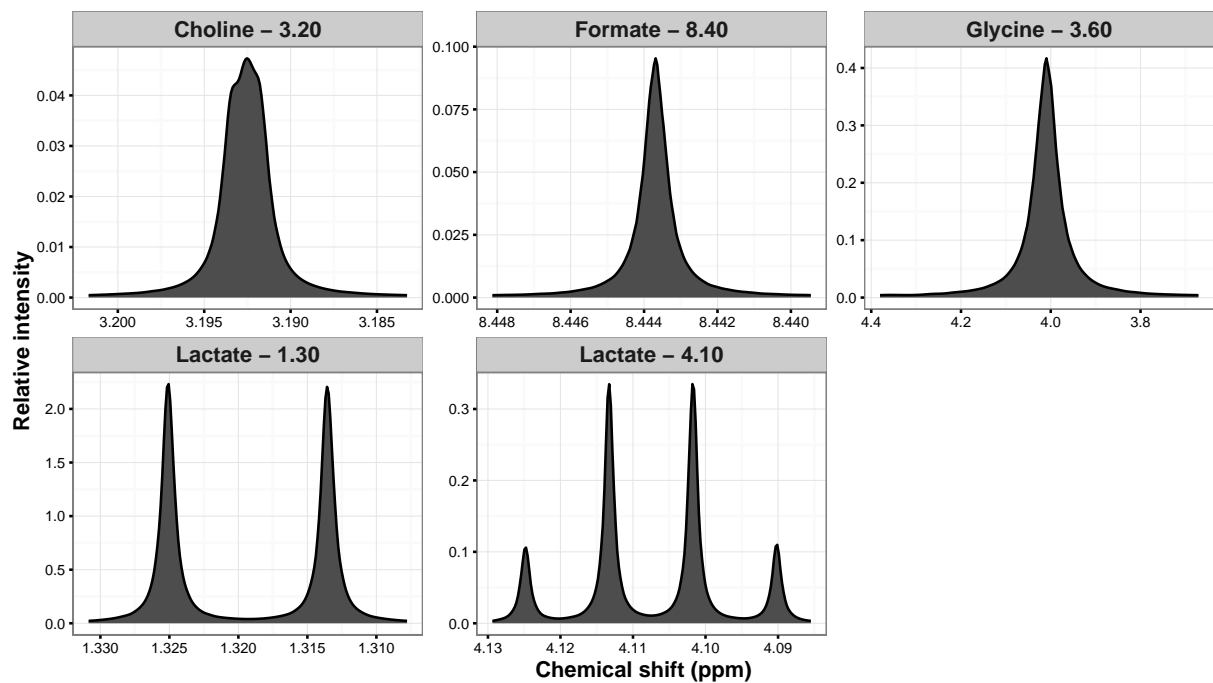 Choline – 3.20
Formate – 8.40
Glycine – 3.60
0.04
0.03
0.02
0.01
0.00
3.200 3.195 3.190 3.185
0.100
0.075
0.050
0.025
0.000
8.448 8.446 8.444 8.442 8.440
0.4
0.3
0.2
0.1
0.0
4.4 4.2 4.0 3.8
Relative intensity
Lactate – 1.30
Lactate – 4.10
2.0
1.5
1.0
0.5
0.0
1.330 1.325 1.320 1.315 1.310
0.3
0.2
0.1
0.0
4.13 4.12 4.11 4.10 4.09
Chemical shift (ppm)